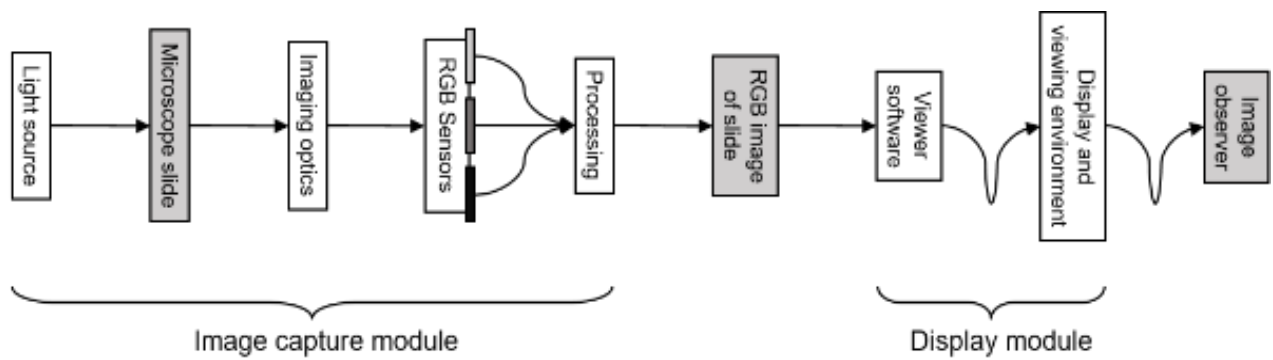 Light source
Microscope slide
Imaging optics
RGB Sensors
Processing
RGB image
of slide
Viewer
software
Display and
viewing environment
Image
observer
Image capture module
Display module